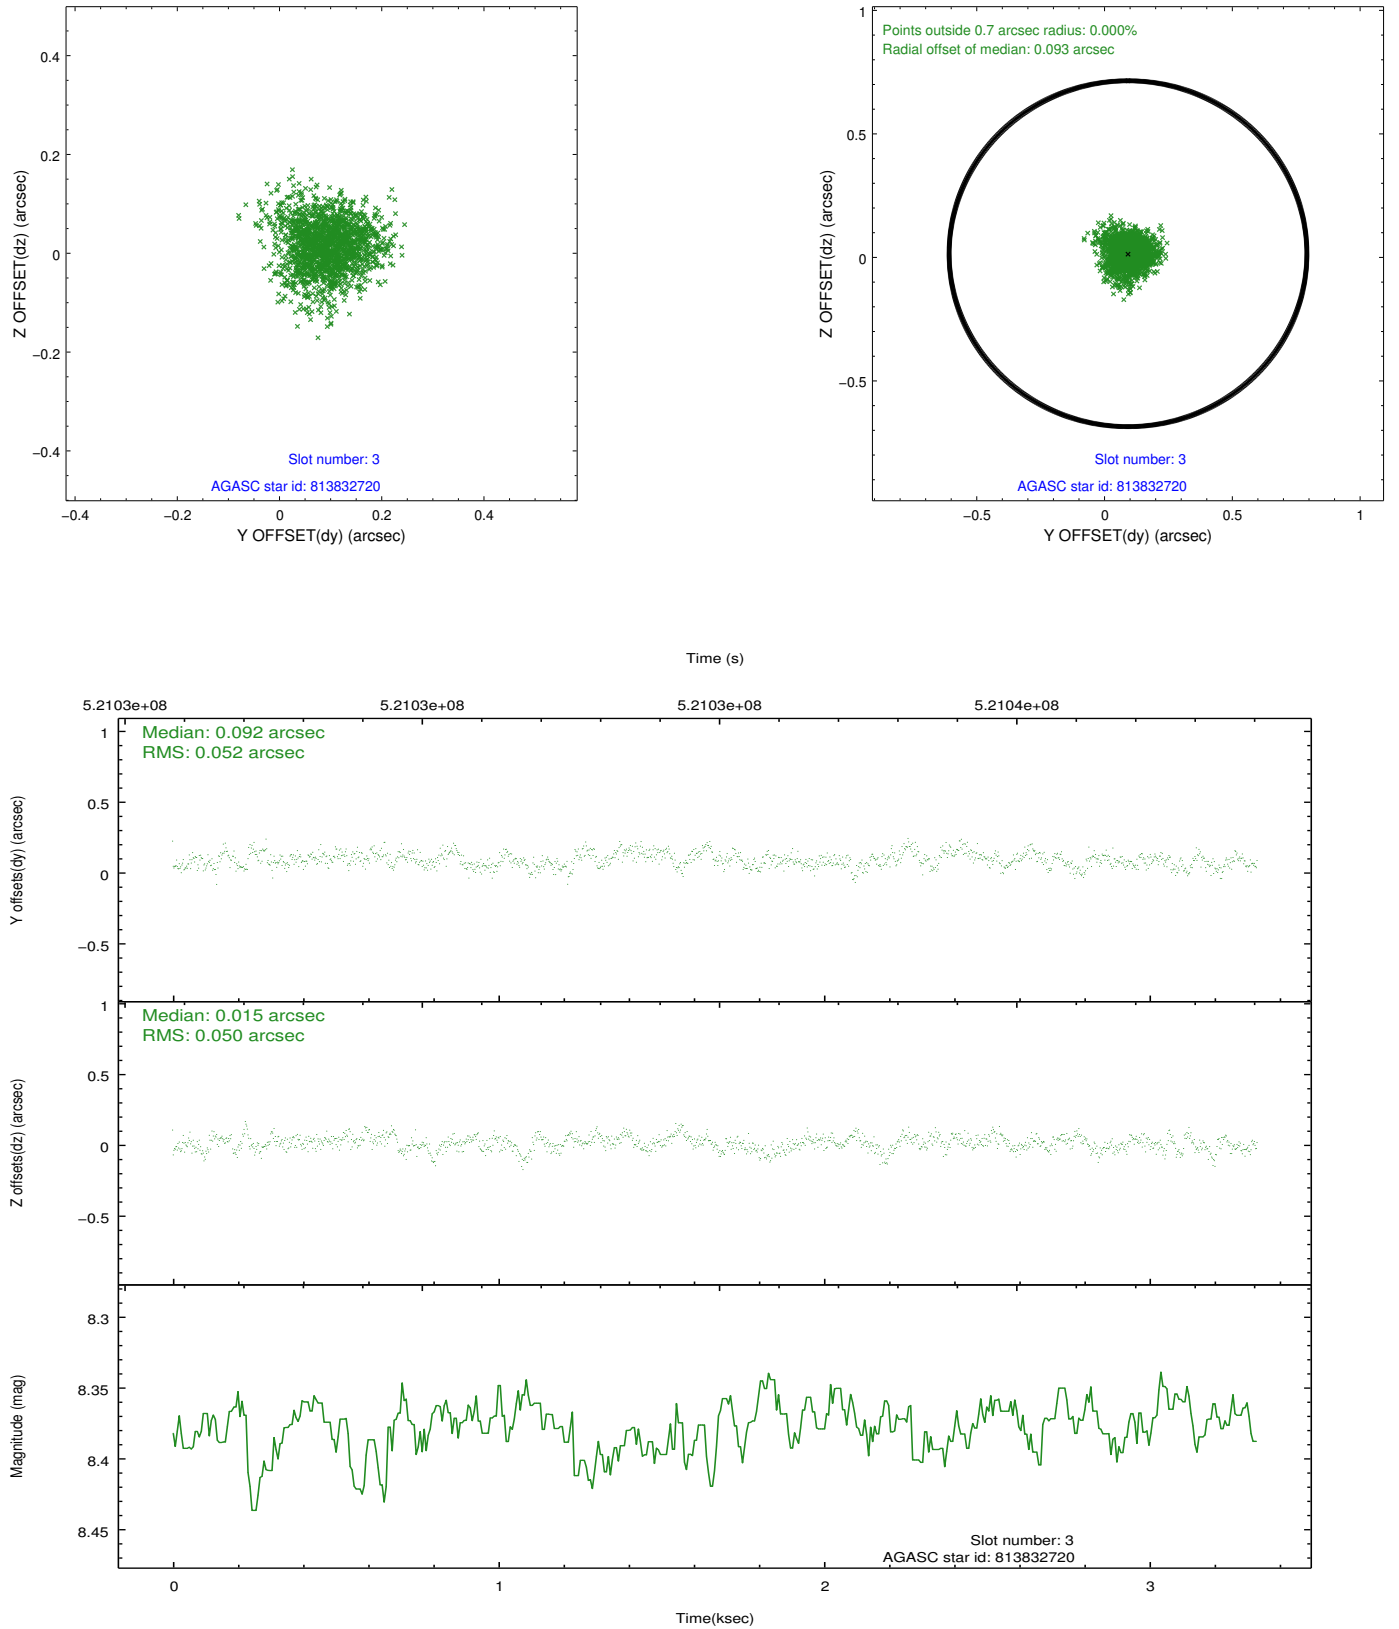 0.4
0.2
0
−0.2
−0.4
Z OFFSET(dz) (arcsec)
Slot number: 3
AGASC star id: 813832720
−0.4
−0.2
0
0.2
0.4
Y OFFSET(dy) (arcsec)
Points outside 0.7 arcsec radius: 0.000%
Radial offset of median: 0.093 arcsec
1
0.5
0
−0.5
Z OFFSET(dz) (arcsec)
Slot number: 3
AGASC star id: 813832720
−0.5
0
0.5
1
Y OFFSET(dy) (arcsec)
Time (s)
5.2103e+08
5.2103e+08
5.2103e+08
5.2104e+08
Median: 0.092 arcsec
RMS: 0.052 arcsec
1
0.5
0
−0.5
Y offsets(dy) (arcsec)
Median: 0.015 arcsec
RMS: 0.050 arcsec
1
0.5
0
−0.5
Z offsets(dz) (arcsec)
8.3
8.35
8.4
8.45
Magnitude (mag)
Slot number: 3
AGASC star id: 813832720
0
1
2
3
Time(ksec)